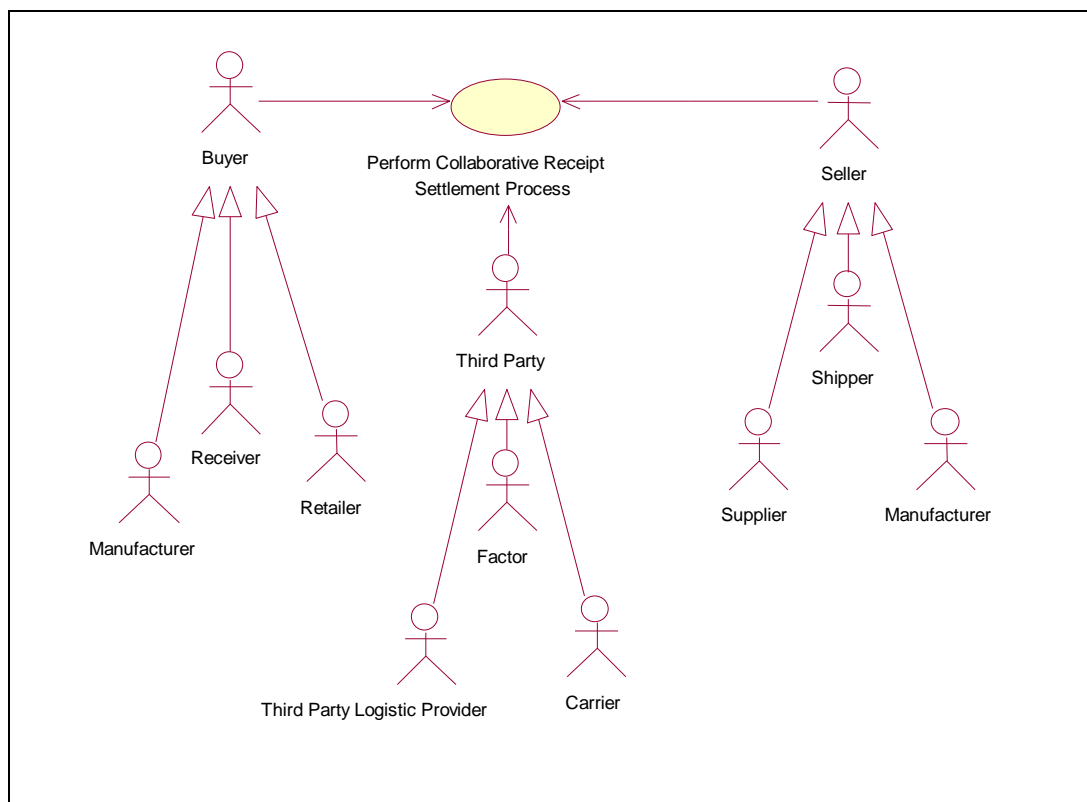 Buyer
Perform Collaborative Receipt
Settlement Process
Seller
Third Party
Shipper
Receiver
Retailer
Supplier
Manufacturer
Manufacturer
Factor
Third Party Logistic Provider
Carrier